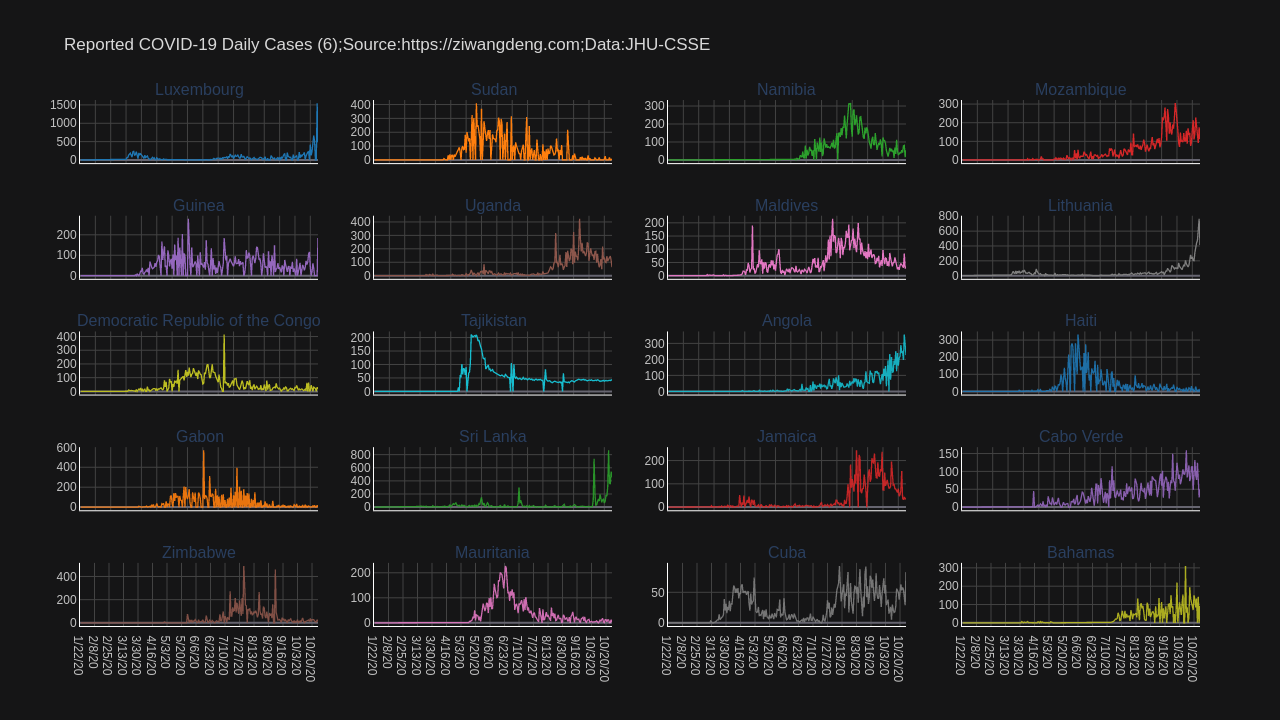 Reported COVID-19 Daily Cases (6);Source:https://ziwangdeng.com;Data:JHU-CSSE
Luxembourg Sudan Namibia Mozambique
1500 1000 500 0
400 300 200 100 0
300 200 100 0
300 200 100 0
Guinea Uganda Maldives Lithuania
200 100 0
400 300 200 100 0
200 150 100 50 0
800 600 400 200 0
Democratic Republic of the Congo Tajikistan Angola Haiti
400 300 200 100 0
200 150 100 50 0
300 200 100 0
300 200 100 0
Gabon Sri Lanka Jamaica Cabo Verde
600 400 200 0
800 600 400 200 0
200 100 0
150 100 50 0
Zimbabwe Mauritania Cuba Bahamas
400 200 0
200 100 0
50 0
300 200 100 0
1/22/20 2/8/20 2/25/20 3/13/20 3/30/20 4/16/20 5/3/20 5/20/20 6/6/20 6/23/20 7/10/20 7/27/20 8/13/20 8/30/20 9/16/20 10/3/20 10/20/20
1/22/20 2/8/20 2/25/20 3/13/20 3/30/20 4/16/20 5/3/20 5/20/20 6/6/20 6/23/20 7/10/20 7/27/20 8/13/20 8/30/20 9/16/20 10/3/20 10/20/20
1/22/20 2/8/20 2/25/20 3/13/20 3/30/20 4/16/20 5/3/20 5/20/20 6/6/20 6/23/20 7/10/20 7/27/20 8/13/20 8/30/20 9/16/20 10/3/20 10/20/20
1/22/20 2/8/20 2/25/20 3/13/20 3/30/20 4/16/20 5/3/20 5/20/20 6/6/20 6/23/20 7/10/20 7/27/20 8/13/20 8/30/20 9/16/20 10/3/20 10/20/20